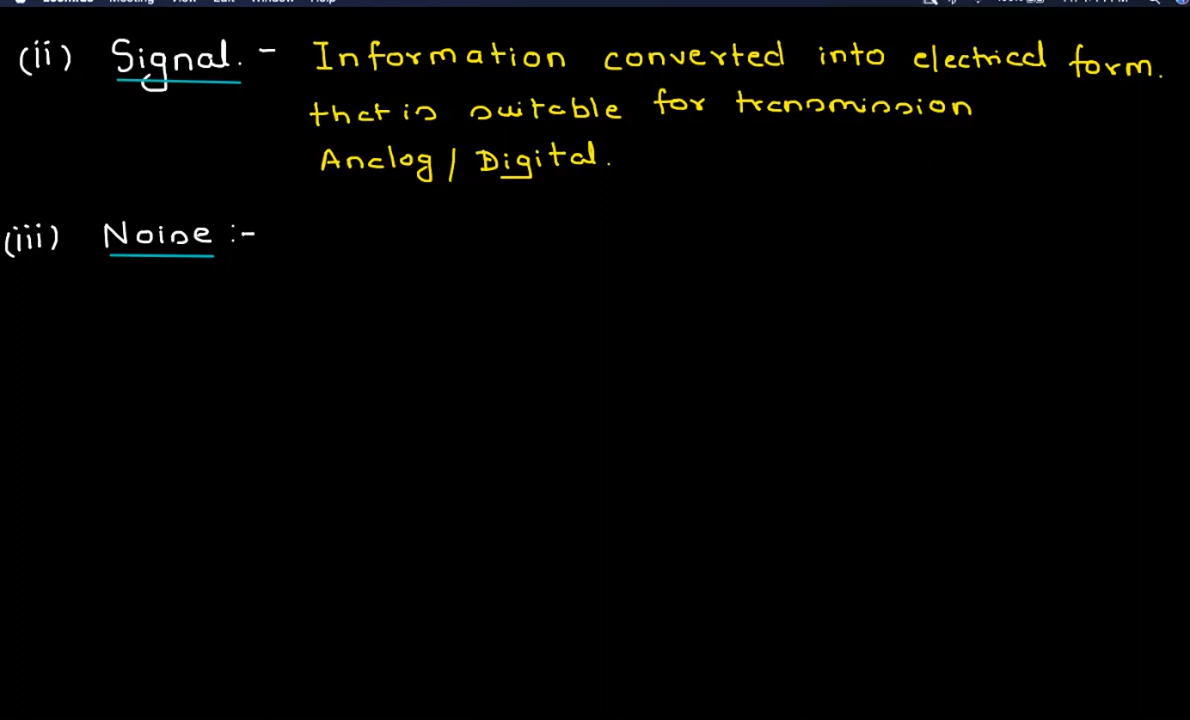 (ii) Signal. - Information converted into electrical form.
that is suitable for transmission
Analog / Digital.
(iii) Noise :-